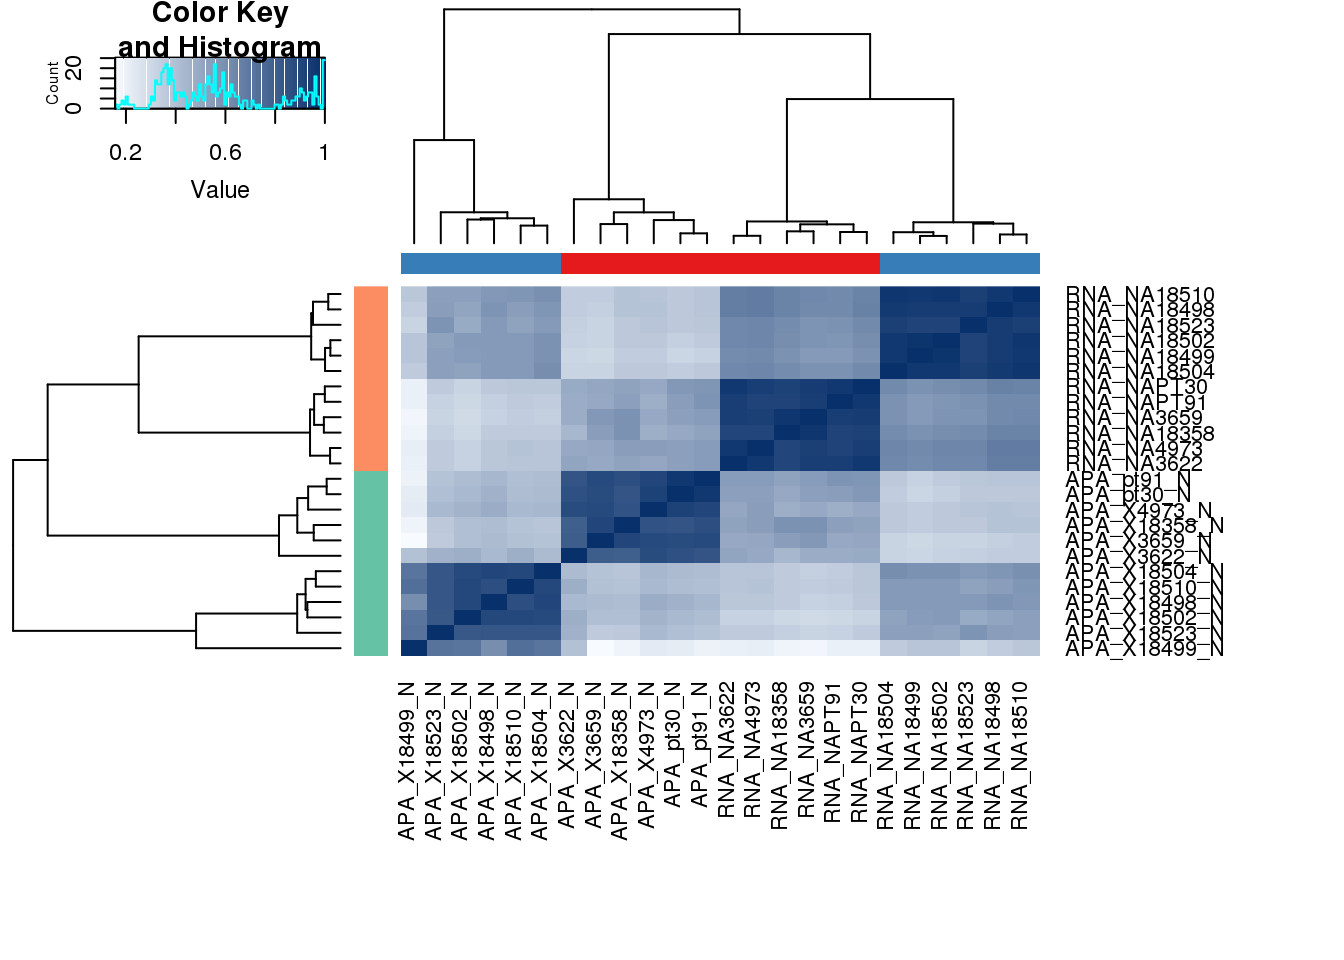 Color Key
and Histogram
Count
0
20
0.2
0.6
1
Value
RNA_NA18510
RNA_NA18498
RNA_NA18523
RNA_NA18502
RNA_NA18499
RNA_NA18504
RNA_NAPT30
RNA_NAPT91
RNA_NA3659
RNA_NA18358
RNA_NA4973
RNA_NA3622
APA_pt91_N
APA_pt30_N
APA_X4973_N
APA_X18358_N
APA_X3659_N
APA_X3622_N
APA_X18504_N
APA_X18510_N
APA_X18498_N
APA_X18502_N
APA_X18523_N
APA_X18499_N
APA_X18499_N
APA_X18523_N
APA_X18502_N
APA_X18498_N
APA_X18510_N
APA_X18504_N
APA_X3622_N
APA_X3659_N
APA_X18358_N
APA_X4973_N
APA_pt30_N
APA_pt91_N
RNA_NA3622
RNA_NA4973
RNA_NA18358
RNA_NA3659
RNA_NAPT91
RNA_NAPT30
RNA_NA18504
RNA_NA18499
RNA_NA18502
RNA_NA18523
RNA_NA18498
RNA_NA18510